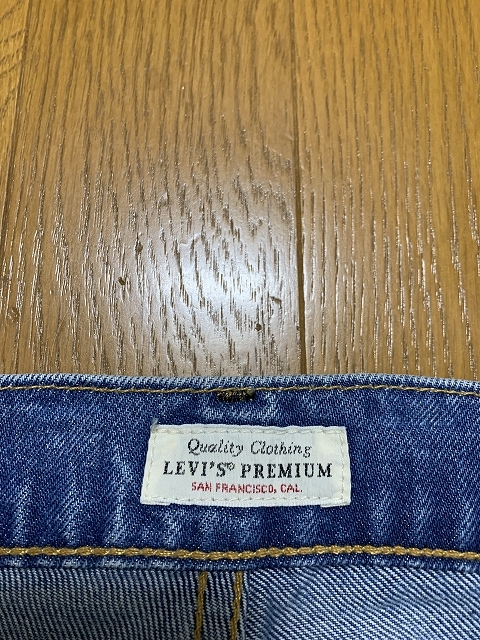 Quality Clothing
LEVI'S® PREMIUM
SAN FRANCISCO, CAL.